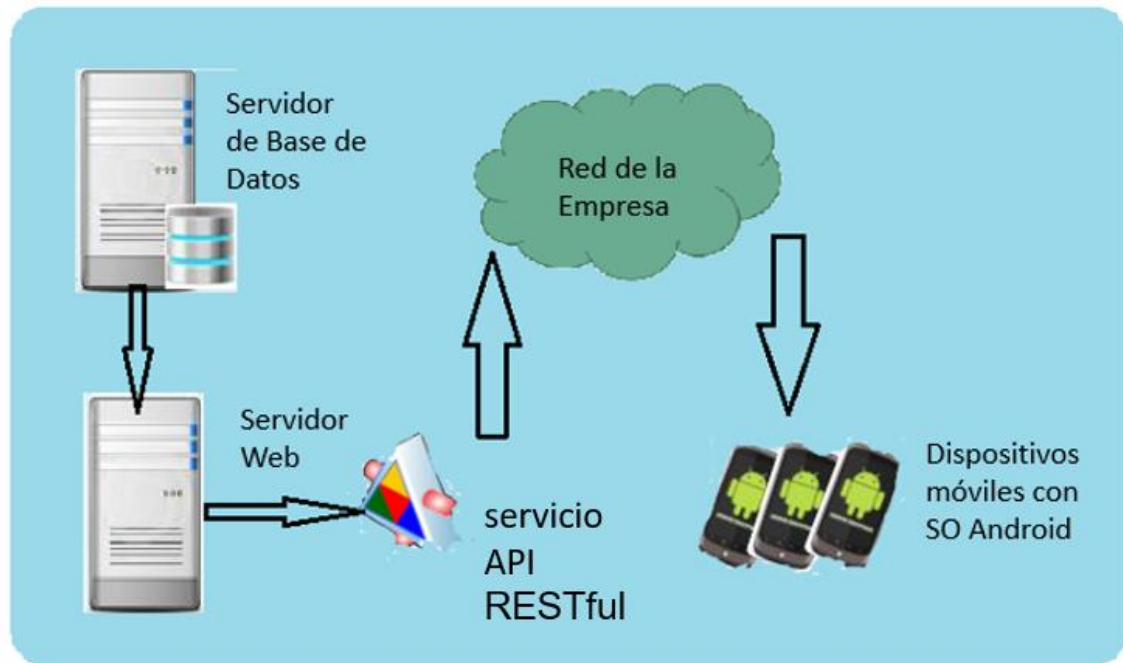 Servidor
de Base de
Datos
Red de la
Empresa
Servidor
Web
servicio
API
RESTful
Dispositivos
móviles con
SO Android